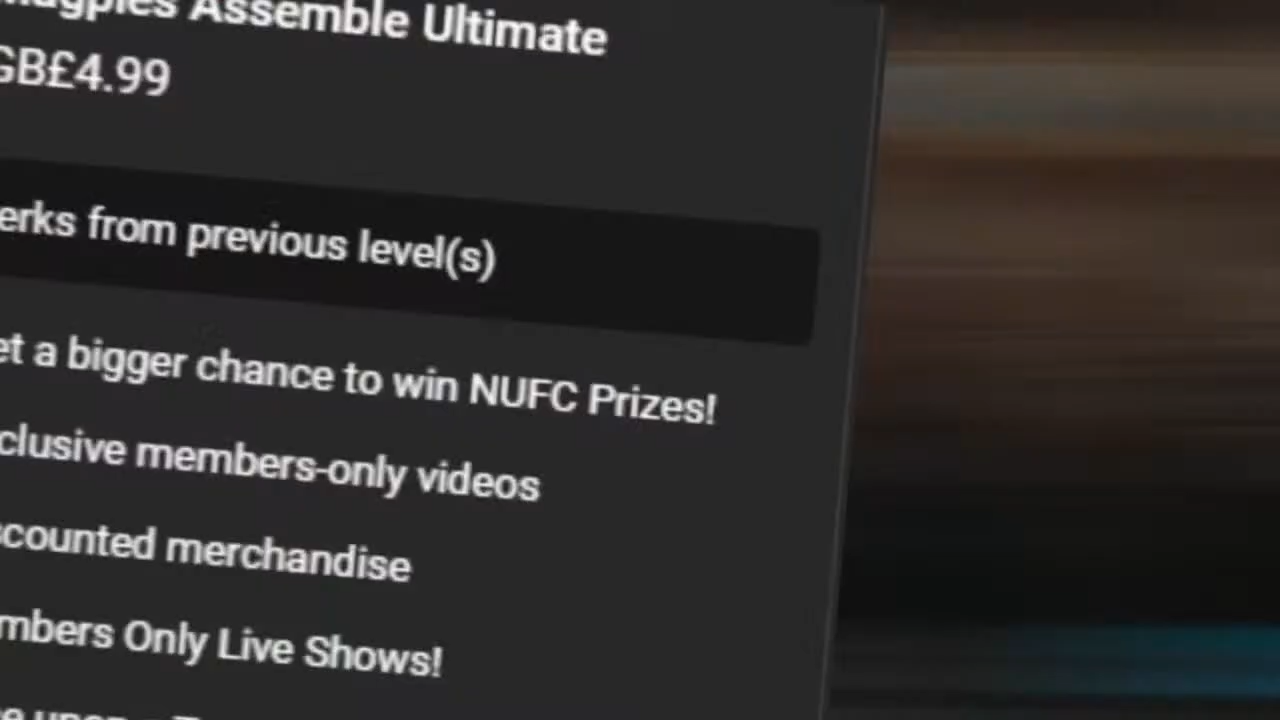 Magpies Assemble Ultimate
GB£4.99
erks from previous level(s)
et a bigger chance to win NUFC Prizes!
clusive members-only videos
scounted merchandise
mbers Only Live Shows!